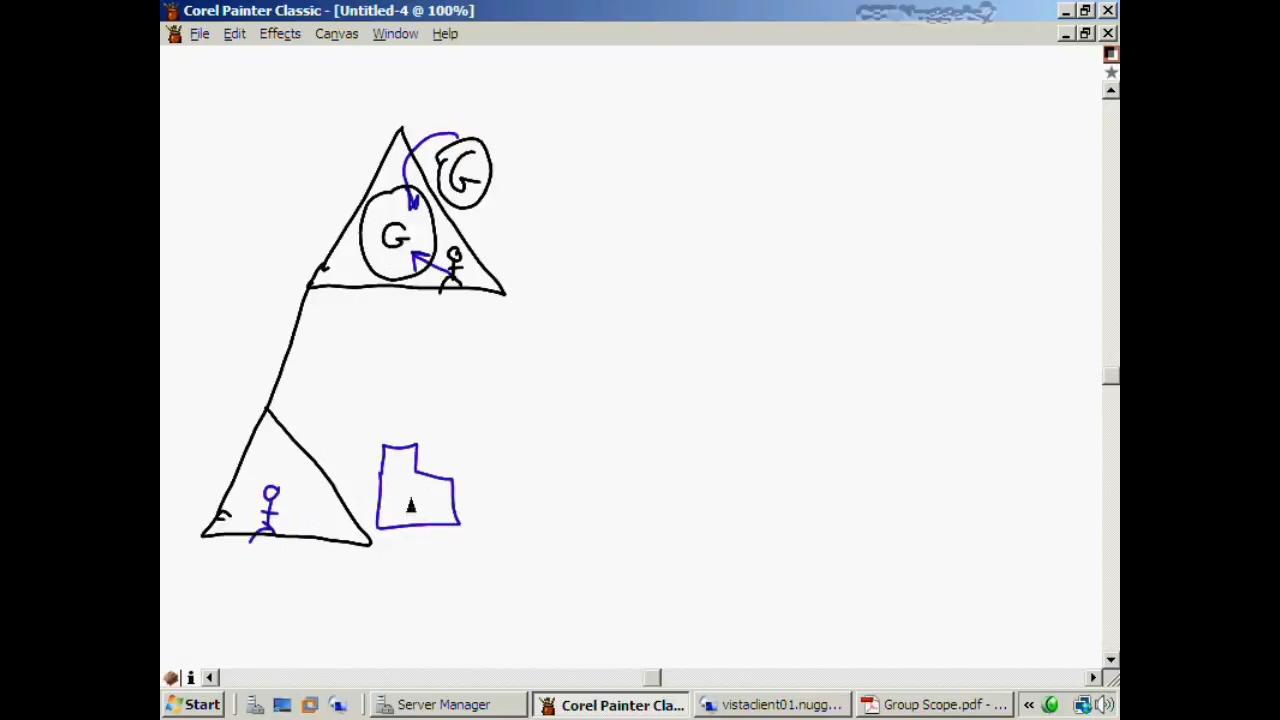 Corel Painter Classic - [Untitled-4 @ 100%]
File Edit Effects Canvas Window Help
G
G
Start Server Manager Corel Painter Cla... vistaclient01.nugg... Group Scope.pdf - ...